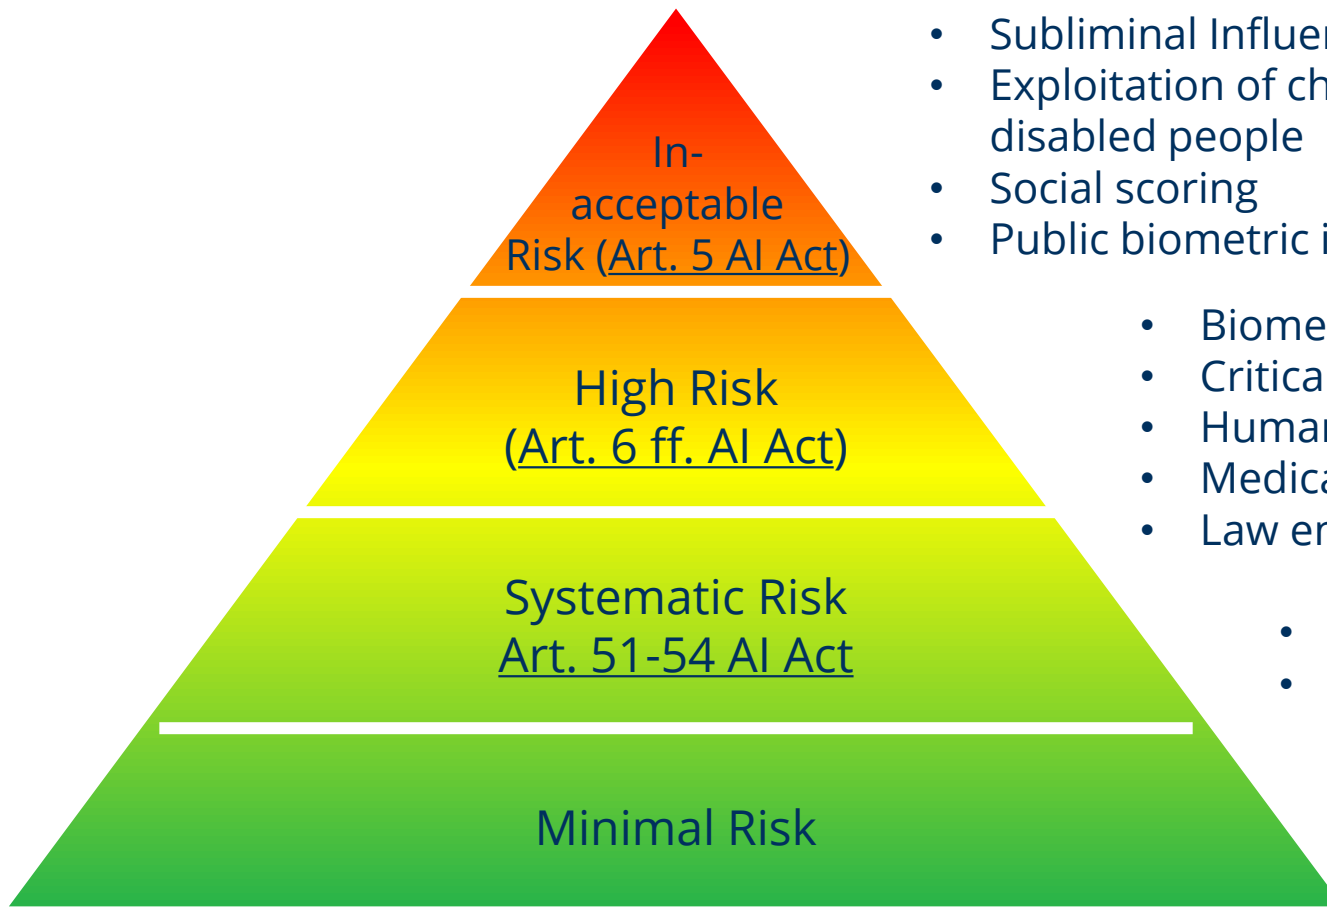 • Subliminal
• Exploitation of
disabled people
• Social scoring
• Public biometric
In-
acceptable
Risk (Art. 5 AI Act)
•
•
•
•
• Law
High Risk
(Art. 6 ff. AI Act)
•
•
Systematic Risk
Art. 51-54 AI Act
Minimal Risk